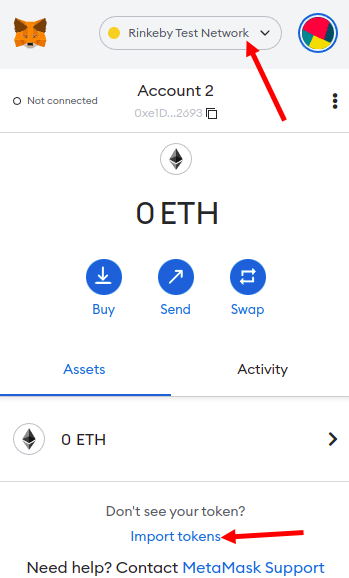 Rinkeby Test Network
Account 2
Not connected
0xe1D...2693
0 ETH
Buy
Send
Swap
Assets
Activity
0 ETH
Don't see your token?
Import tokens
Need help? Contact MetaMask Support